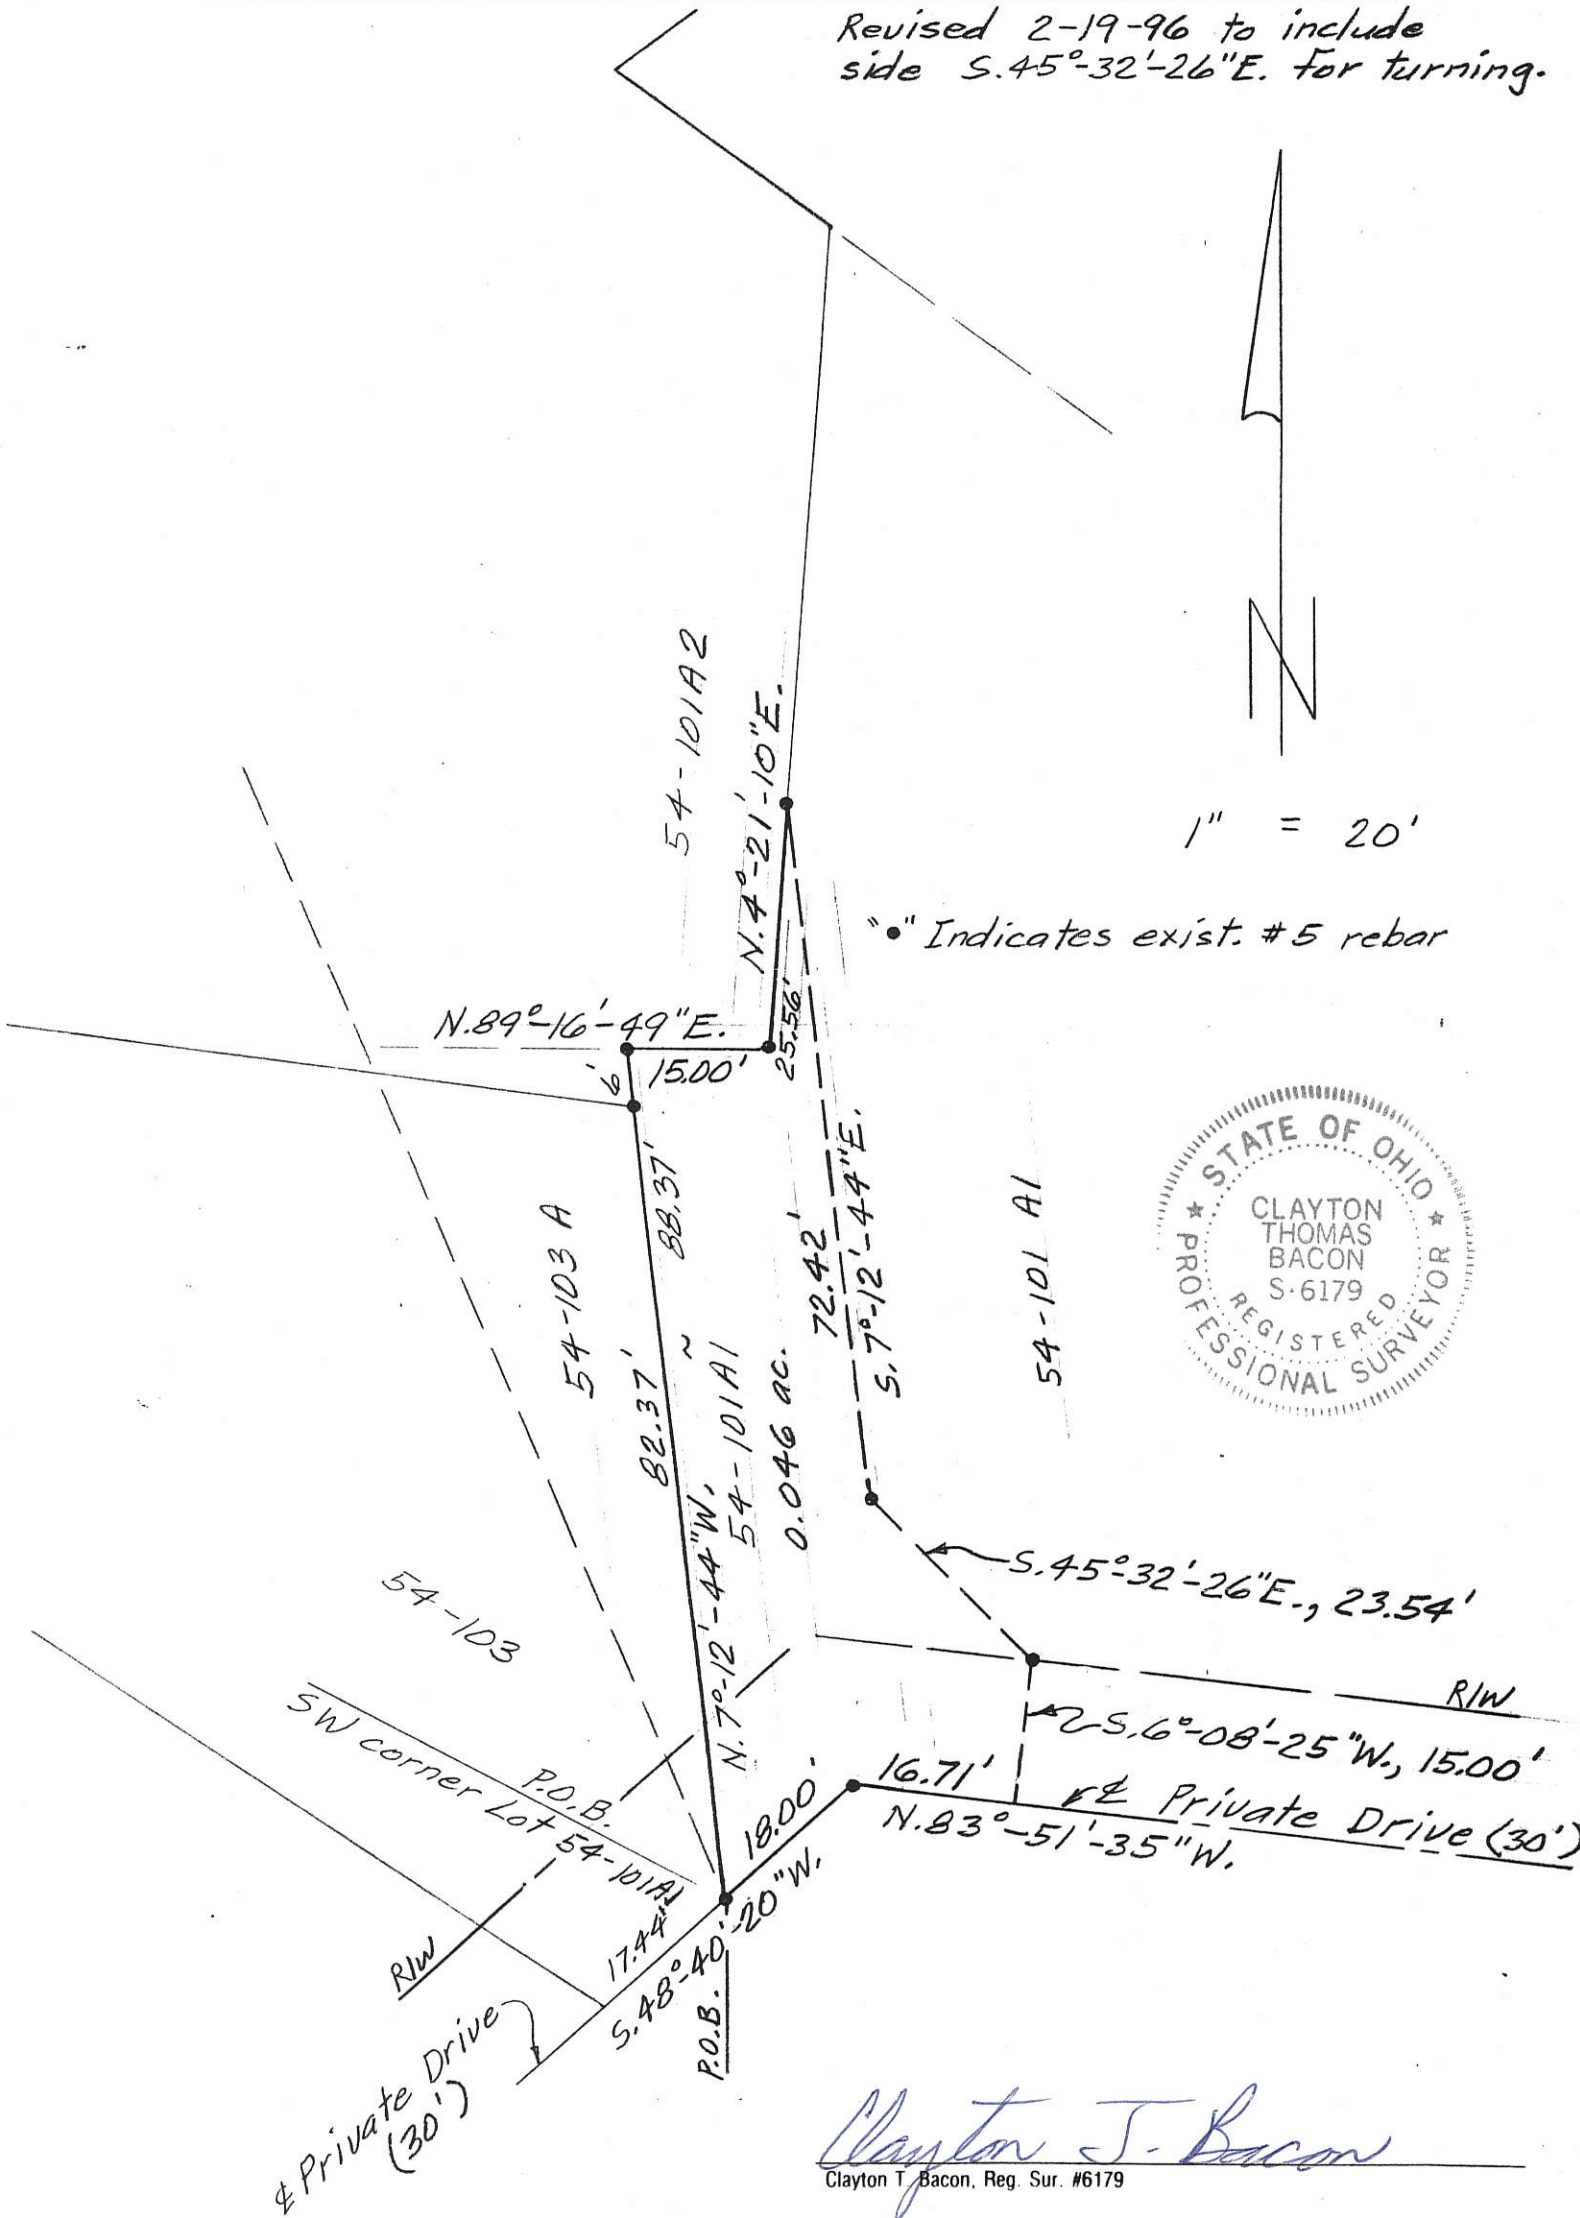 Revised 2-19-96 to include
side S.45°-32'-26"E. for turning.
N
1" = 20'
"•" Indicates exist. #5 rebar
54-101A2
N.4°-21'-10"E.
25.56'
N.89°-16'-49"E.
15.00'
6'
88.37'
82.37'
N.7°-12'-44"W.
54-103 A
~
54-101A1
0.046 ac.
72.42'
S.7°-12'-44"E.
54-101 A1
STATE OF OHIO
CLAYTON
THOMAS
BACON
S-6179
REGISTERED
PROFESSIONAL SURVEYOR
S.45°-32'-26"E., 23.54'
R/W
S.6°-08'-25"W., 15.00'
16.71'
℄ Private Drive (30')
N.83°-51'-35"W.
54-103
P.O.B.
SW corner Lot 54-101A1
18.00'
17.44'
S.48°-40'-20"W.
P.O.B.
R/W
℄ Private Drive
(30')
Clayton T. Bacon
Clayton T. Bacon, Reg. Sur. #6179